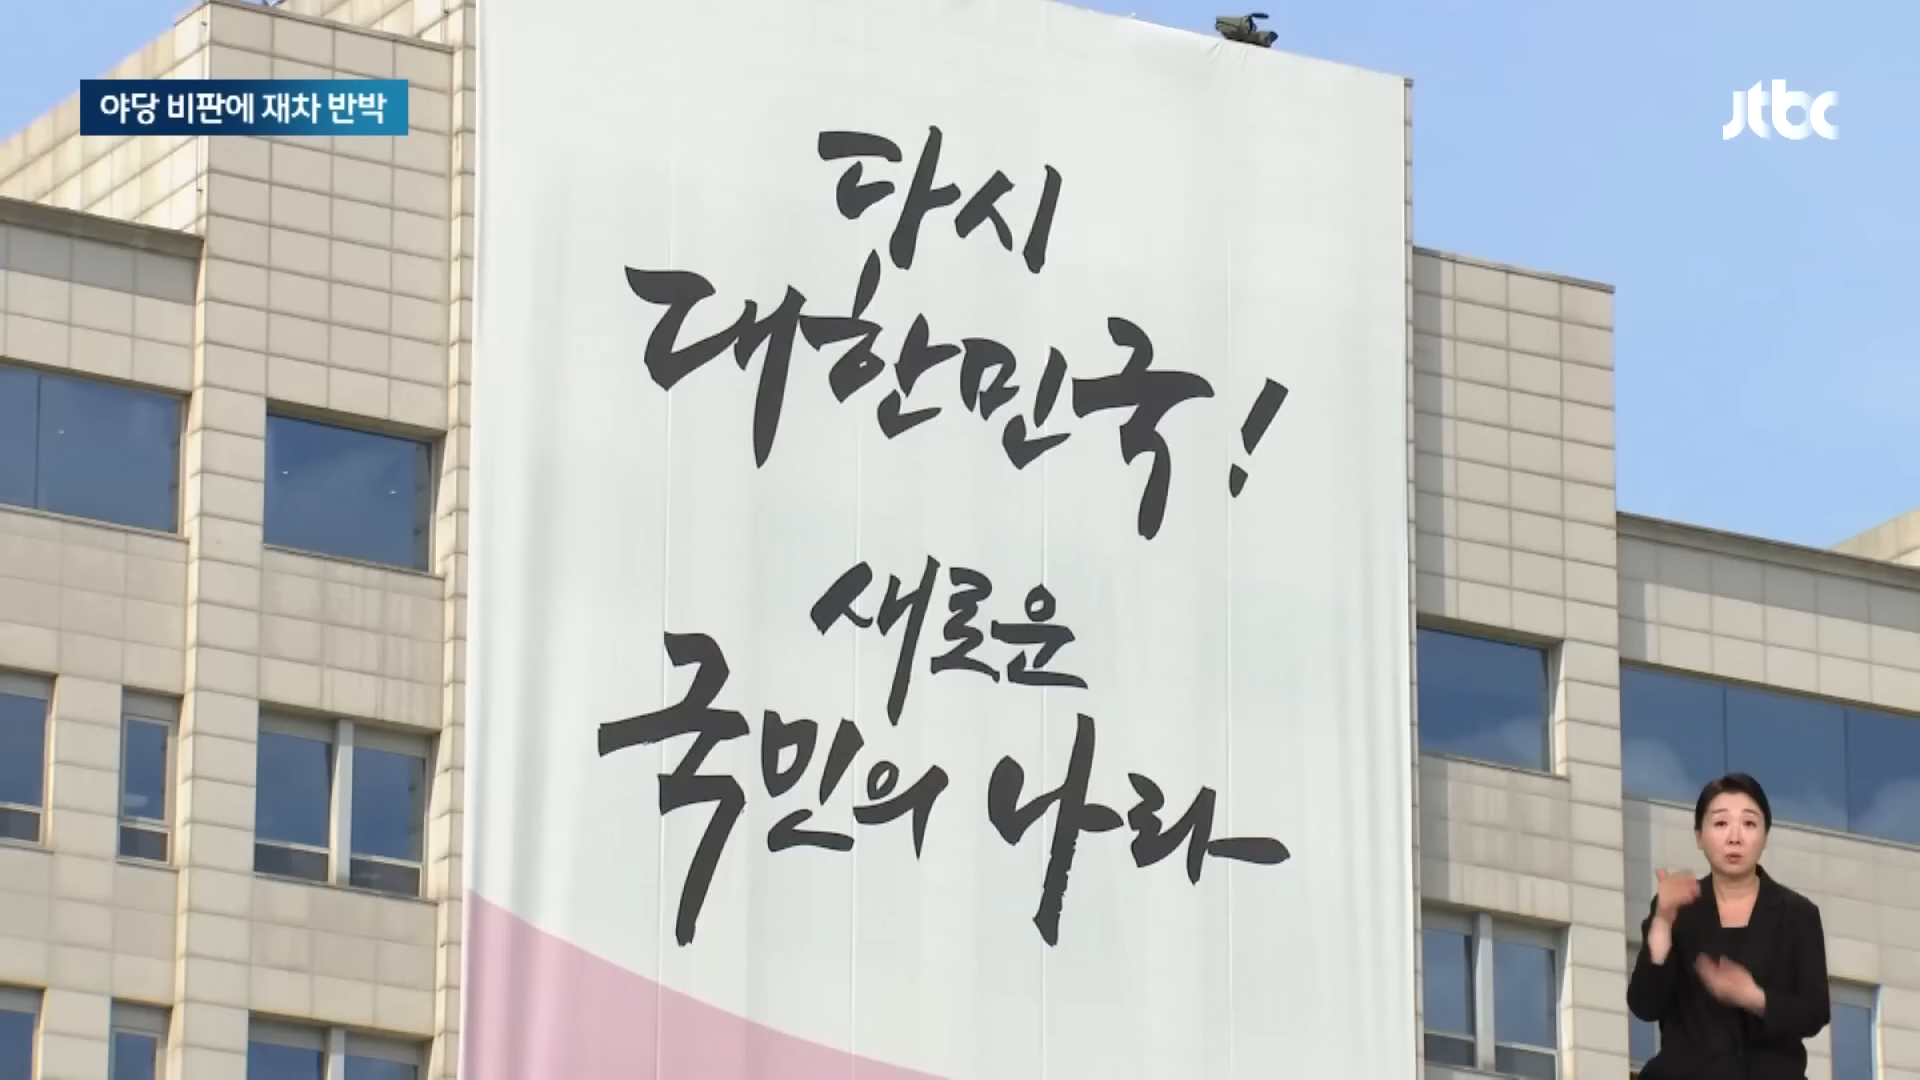 야당 비판에 재차 반박
jtbc
다시
대한민국!
새로운
국민의 나라